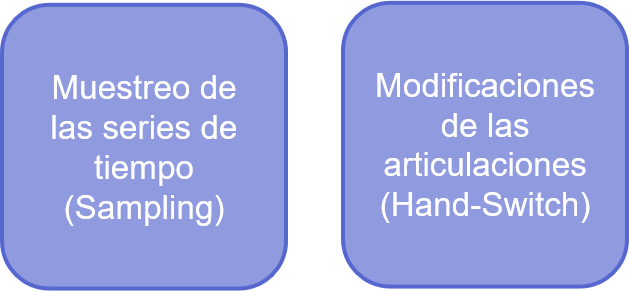 Muestreo de
las series de
tiempo
(Sampling)
Modificaciones
de las
articulaciones
(Hand-Switch)